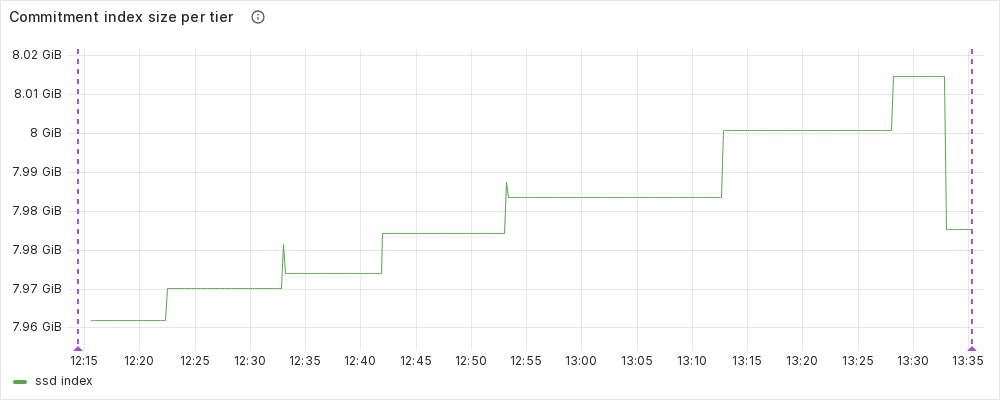 Commitment index size per tier
8.02 GiB
8.01 GiB
8 GiB
7.99 GiB
7.98 GiB
7.98 GiB
7.97 GiB
7.96 GiB
12:15 12:20 12:25 12:30 12:35 12:40 12:45 12:50 12:55 13:00 13:05 13:10 13:15 13:20 13:25 13:30 13:35
ssd index